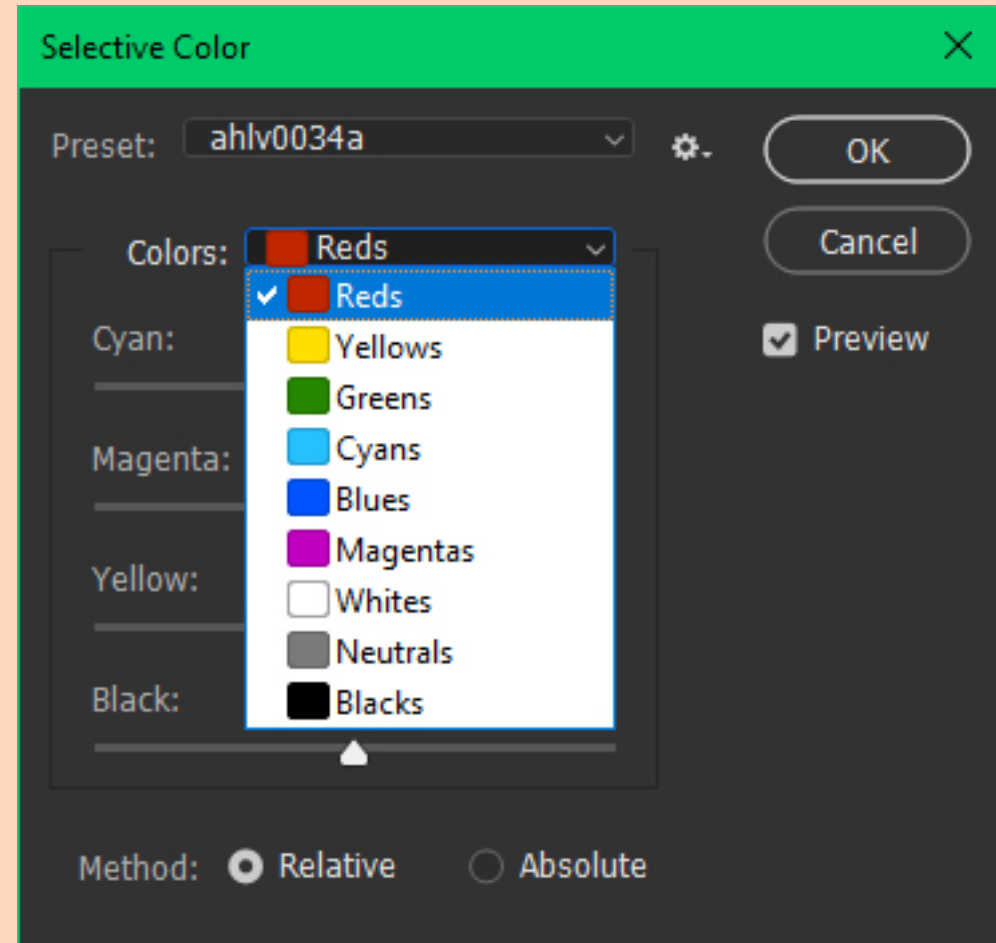 Selective Color
Preset: ahlv0034a
OK
Cancel
Preview
Colors: Reds
Reds
Yellows
Greens
Cyans
Blues
Magentas
Whites
Neutrals
Blacks
Cyan:
Magenta:
Yellow:
Black:
Method: Relative Absolute